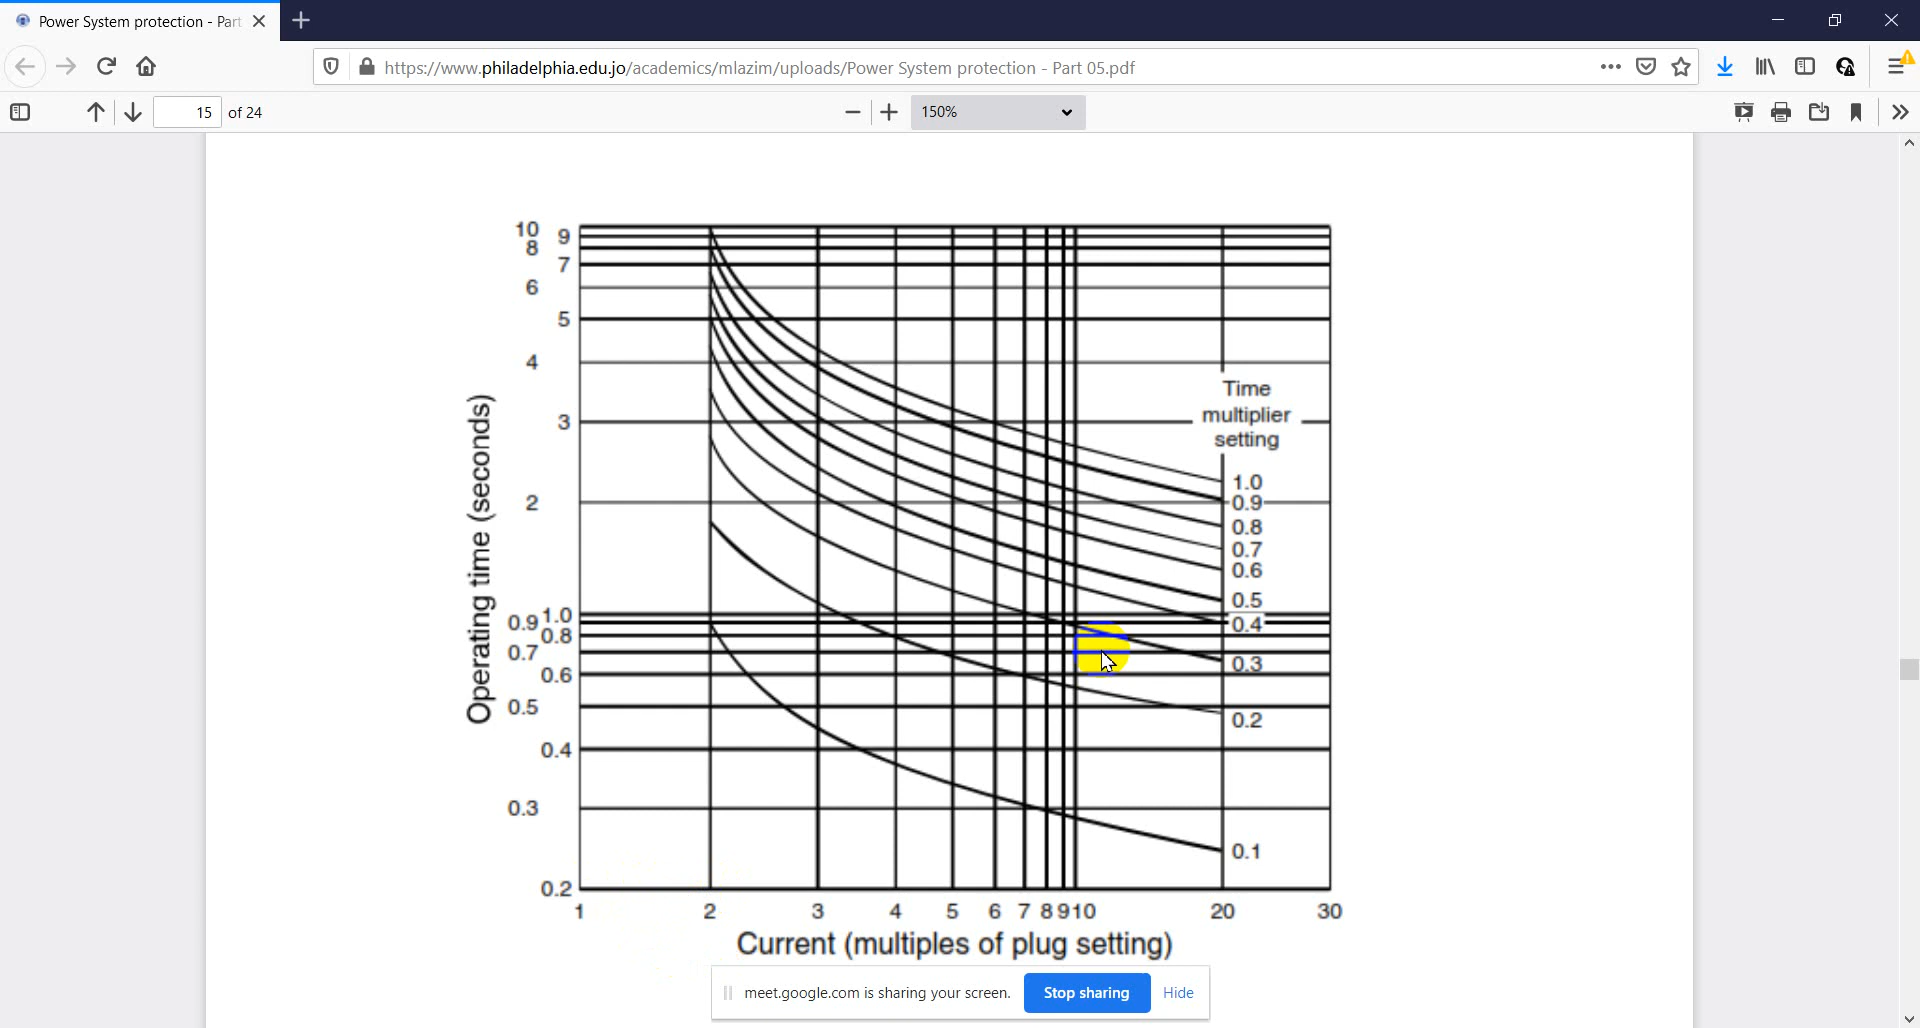 Power System protection - Part
https://www.philadelphia.edu.jo/academics/mlazim/uploads/Power System protection - Part 05.pdf
15 of 24
150%
10
9
8
7
6
5
4
3
2
1.0
0.9
0.8
0.7
0.6
0.5
0.4
0.3
0.2
Operating time (seconds)
Time
multiplier
setting
1.0
0.9
0.8
0.7
0.6
0.5
0.4
0.3
0.2
0.1
1 2 3 4 5 6 7 8 9 10 20 30
Current (multiples of plug setting)
meet.google.com is sharing your screen. Stop sharing Hide